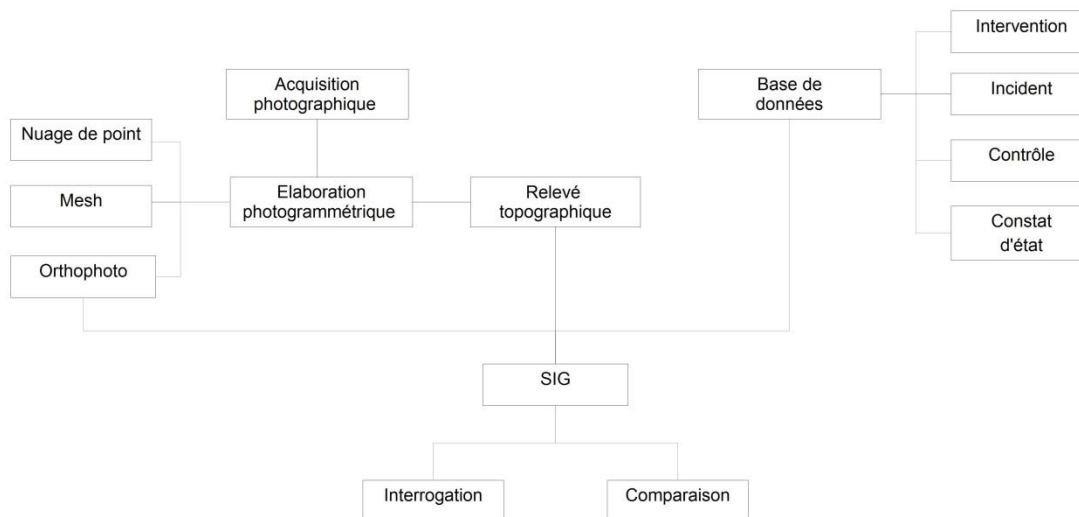 Intervention
Acquisition
photographique
Base de
données
Incident
Nuage de point
Contrôle
Mesh
Elaboration
photogrammétrique
Relevé
topographique
Constat
d'état
Orthophoto
SIG
Interrogation
Comparaison